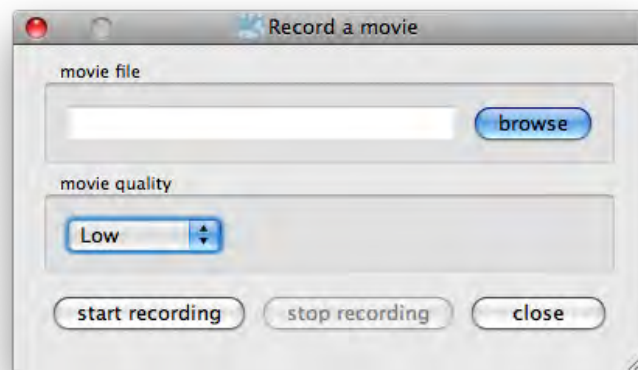 Record a movie
movie file
browse
movie quality
Low
start recording stop recording close